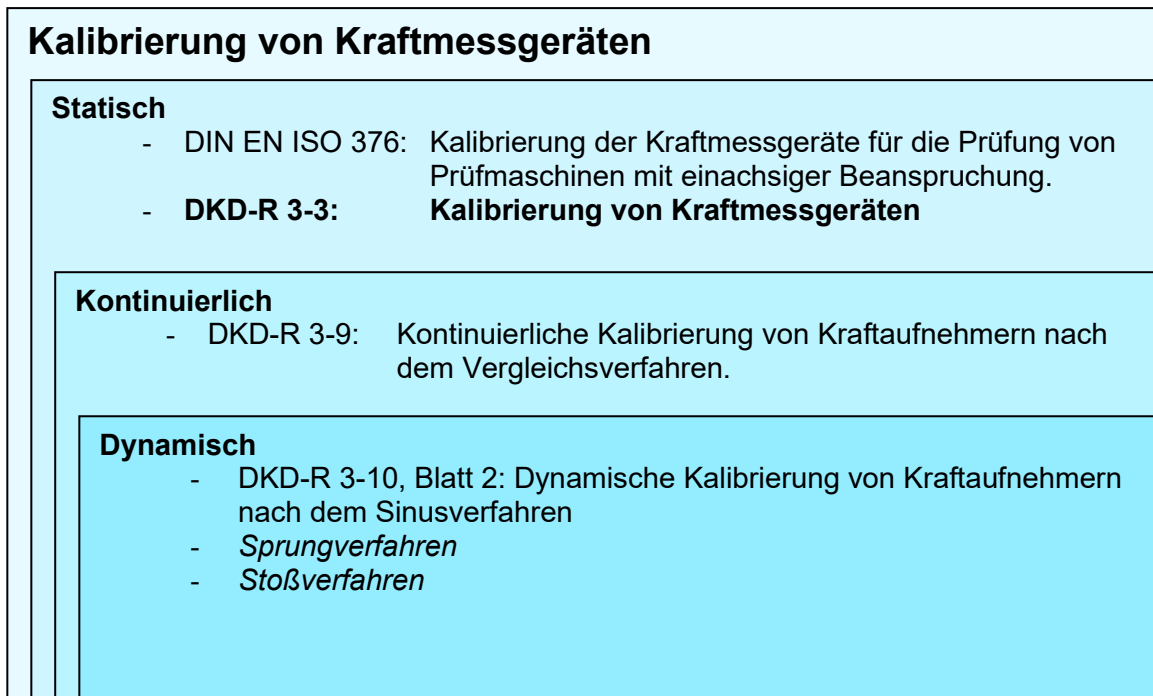 Kalibrierung von Kraftmessgeräten
Statisch
- DIN EN ISO 376: Kalibrierung der Kraftmessgeräte für die Prüfung von
Prüfmaschinen mit einachsiger Beanspruchung.
- DKD-R 3-3: Kalibrierung von Kraftmessgeräten
Kontinuierlich
- DKD-R 3-9: Kontinuierliche Kalibrierung von Kraftaufnehmern nach
dem Vergleichsverfahren.
Dynamisch
- DKD-R 3-10, Blatt 2: Dynamische Kalibrierung von Kraftaufnehmern
nach dem Sinusverfahren
- Sprungverfahren
- Stoßverfahren